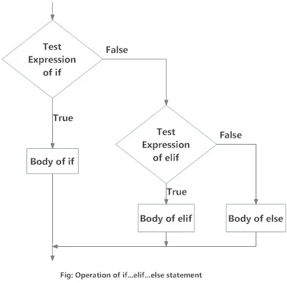 Test
Expression
of if
False
True
Body of if
Test
Expression
of elif
False
True
Body of elif
Body of else
Fig: Operation of if...elif...else statement